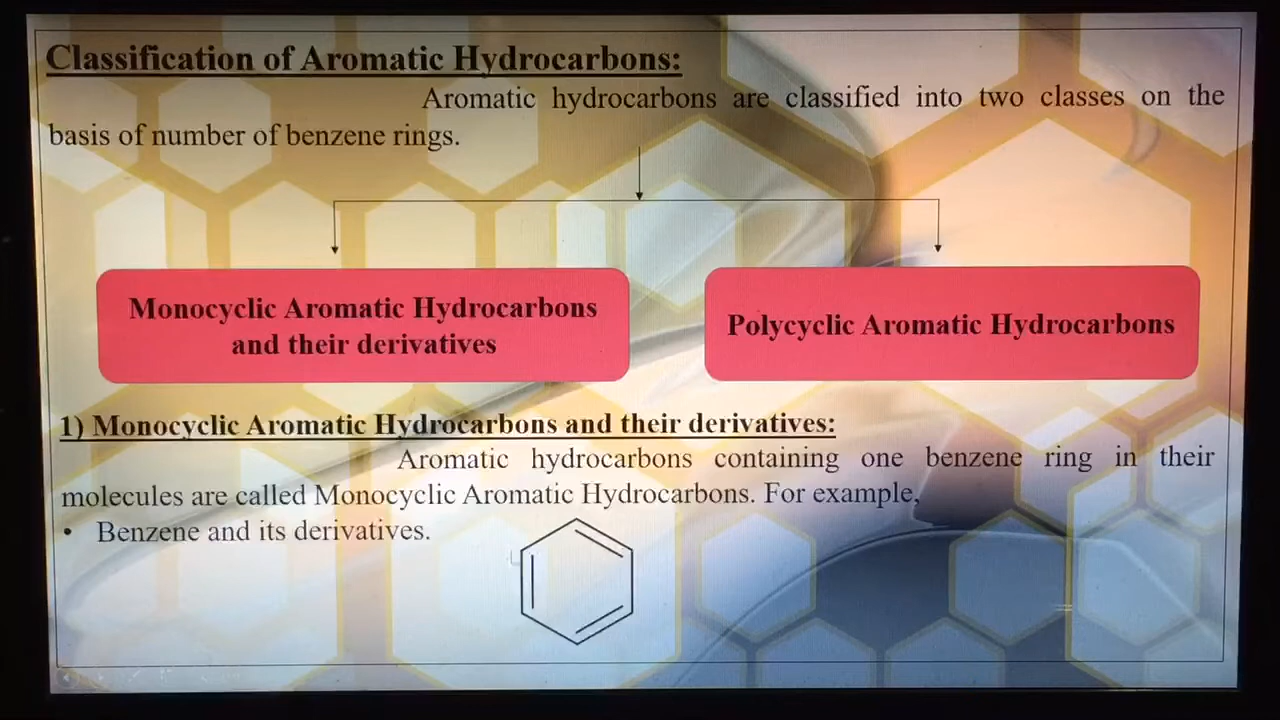 Classification of Aromatic Hydrocarbons:
Aromatic hydrocarbons are classified into two classes on the
basis of number of benzene rings.
Monocyclic Aromatic Hydrocarbons
and their derivatives
Polycyclic Aromatic Hydrocarbons
1) Monocyclic Aromatic Hydrocarbons and their derivatives:
Aromatic hydrocarbons containing one benzene ring in their
molecules are called Monocyclic Aromatic Hydrocarbons. For example,
• Benzene and its derivatives.